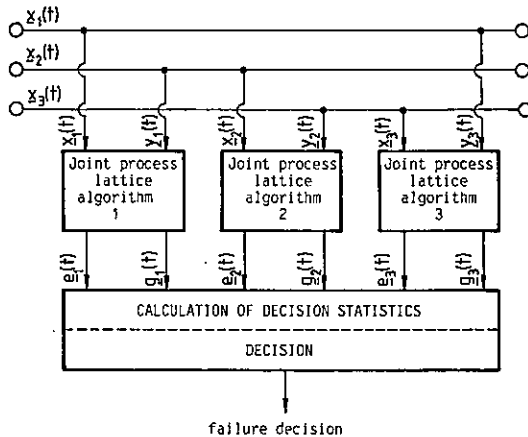 x₁(t)
x₂(t)
x₃(t)
x₁(t) y₁(t) x₂(t) y₂(t) x₃(t) y₃(t)
Joint process lattice algorithm 1
Joint process lattice algorithm 2
Joint process lattice algorithm 3
e₁(t) g₁(t) e₂(t) g₂(t) e₃(t) g₃(t)
CALCULATION OF DECISION STATISTICS
DECISION
failure decision